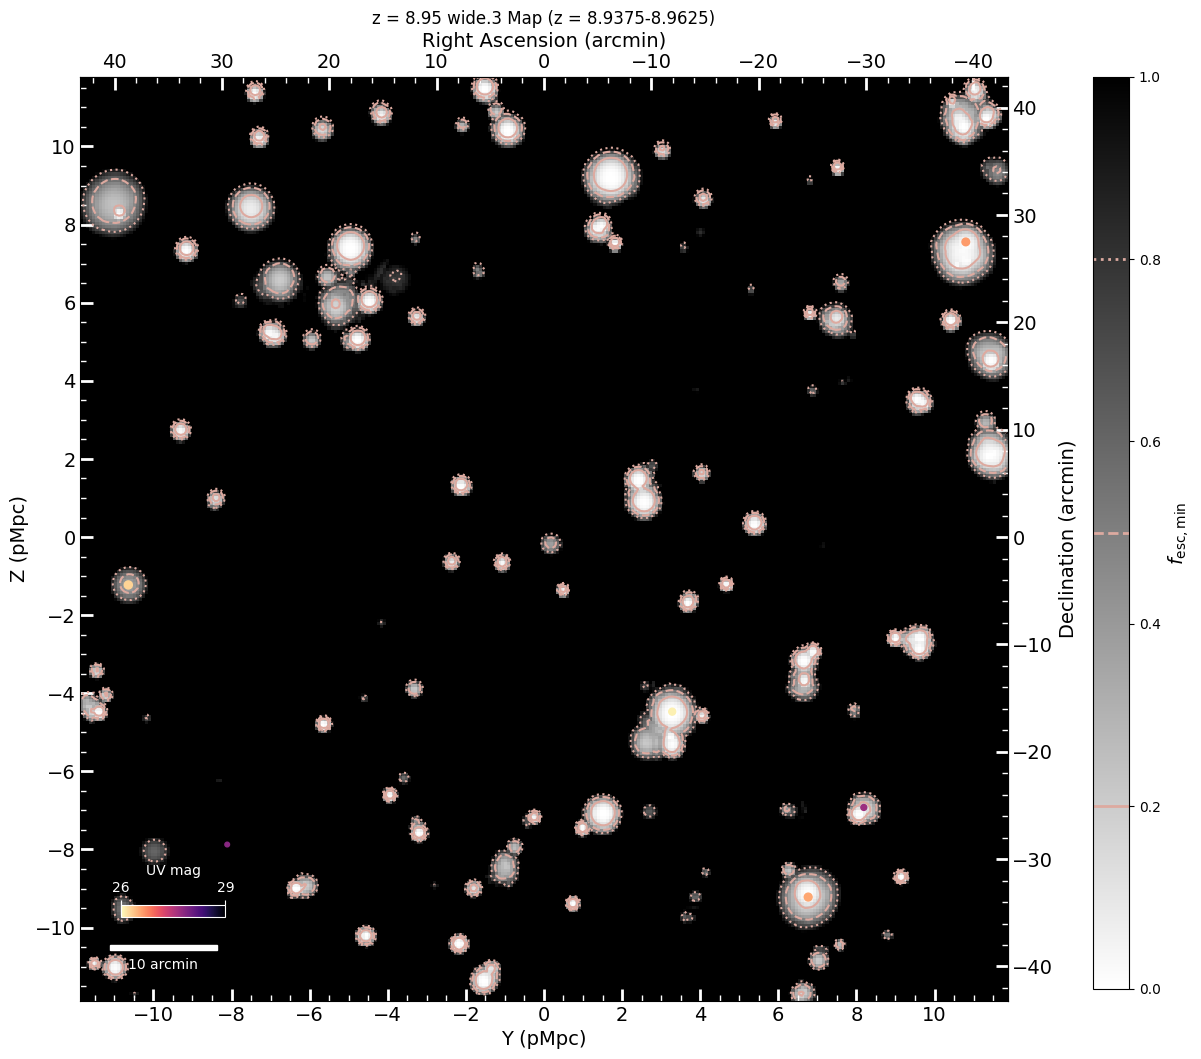 z = 8.95 wide.3 Map (z = 8.9375-8.9625)
Right Ascension (arcmin)
40 30 20 10 0 −10 −20 −30 −40
10
8
6
4
2
0
−2
−4
−6
−8
−10
Z (pMpc)
40
30
20
10
0
−10
−20
−30
−40
Declination (arcmin)
1.0
0.8
0.6
0.4
0.2
0.0
fesc,min
UV mag
26 29
10 arcmin
−10 −8 −6 −4 −2 0 2 4 6 8 10
Y (pMpc)